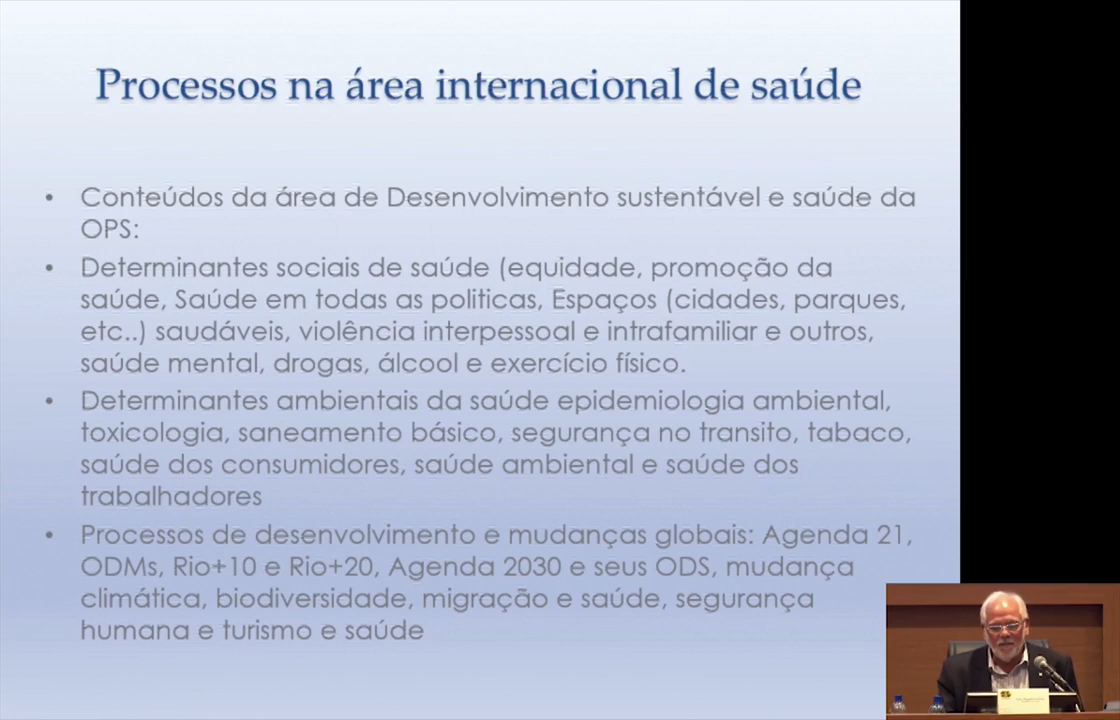 Processos na área internacional de saúde
• Conteúdos da área de Desenvolvimento sustentável e saúde da
OPS:
• Determinantes sociais de saúde (equidade, promoção da
saúde, Saúde em todas as politicas, Espaços (cidades, parques,
etc..) saudáveis, violência interpessoal e intrafamiliar e outros,
saúde mental, drogas, álcool e exercício físico.
• Determinantes ambientais da saúde epidemiologia ambiental,
toxicologia, saneamento básico, segurança no transito, tabaco,
saúde dos consumidores, saúde ambiental e saúde dos
trabalhadores
• Processos de desenvolvimento e mudanças globais: Agenda 21,
ODMs, Rio+10 e Rio+20, Agenda 2030 e seus ODS, mudança
climática, biodiversidade, migração e saúde, segurança
humana e turismo e saúde